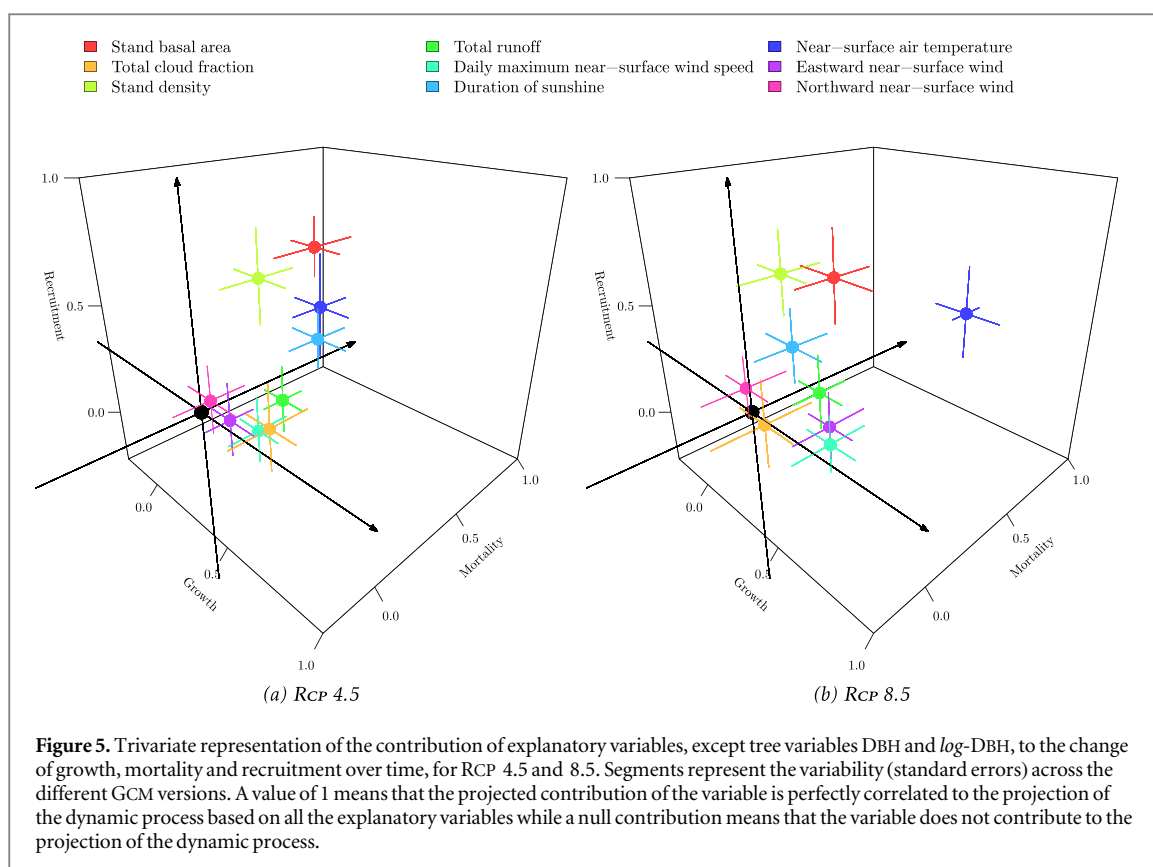 Stand basal area
Total cloud fraction
Stand density
Total runoff
Daily maximum near−surface wind speed
Duration of sunshine
Near−surface air temperature
Eastward near−surface wind
Northward near−surface wind
1.0
0.5
0.0
Recruitment
0.0
0.5
1.0
Growth
0.0
0.5
1.0
Mortality
(a) RCP 4.5
1.0
0.5
0.0
Recruitment
0.0
0.5
1.0
Growth
0.0
0.5
1.0
Mortality
(b) RCP 8.5
Figure 5. Trivariate representation of the contribution of explanatory variables, except tree variables DBH and log-DBH, to the change
of growth, mortality and recruitment over time, for RCP 4.5 and 8.5. Segments represent the variability (standard errors) across the
different GCM versions. A value of 1 means that the projected contribution of the variable is perfectly correlated to the projection of
the dynamic process based on all the explanatory variables while a null contribution means that the variable does not contribute to the
projection of the dynamic process.